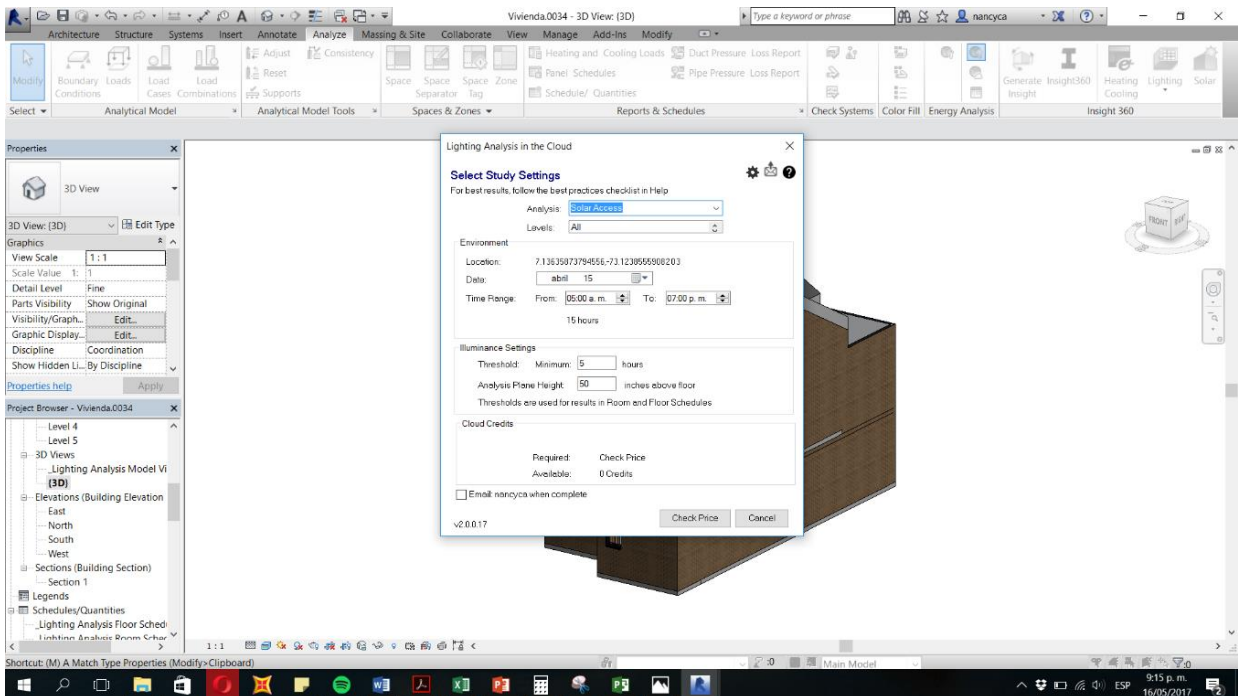 Vivienda.0034 - 3D View: {3D}
Type a keyword or phrase
nancyca
Architecture Structure Systems Insert Annotate Analyze Massing & Site Collaborate View Manage Add-Ins Modify
Modify
Boundary Conditions
Loads
Load Cases
Load Combinations
Adjust
Reset
Supports
Consistency
Space
Space Separator
Space Tag
Zone
Heating and Cooling Loads
Panel Schedules
Schedule/ Quantities
Duct Pressure Loss Report
Pipe Pressure Loss Report
Generate Insight
Insight360
Heating Cooling
Lighting
Solar
Select
Analytical Model
Analytical Model Tools
Spaces & Zones
Reports & Schedules
Check Systems
Color Fill
Energy Analysis
Insight 360
Properties
3D View
3D View: {3D}
Edit Type
Graphics
View Scale 1 : 1
Scale Value 1: 1
Detail Level Fine
Parts Visibility Show Original
Visibility/Graph... Edit...
Graphic Display... Edit...
Discipline Coordination
Show Hidden Li... By Discipline
Properties help Apply
Project Browser - Vivienda.0034
Level 4
Level 5
3D Views
_Lighting Analysis Model Vi
{3D}
Elevations (Building Elevation
East
North
South
West
Sections (Building Section)
Section 1
Legends
Schedules/Quantities
_Lighting Analysis Floor Sched
Lighting Analysis Room Sched
Lighting Analysis in the Cloud
Select Study Settings
For best results, follow the best practices checklist in Help
Analysis: Solar Access
Levels: All
Environment
Location: 7.13635873794556,-73.1238555908203
Date: abril 15
Time Range: From: 05:00 a. m. To: 07:00 p. m.
15 hours
Illuminance Settings
Threshold: Minimum: 5 hours
Analysis Plane Height 50 inches above floor
Thresholds are used for results in Room and Floor Schedules
Cloud Credits
Required: Check Price
Available: 0 Credits
Email: nancyca when complete
v2.0.0.17
Check Price Cancel
FRONT
1 : 1
Shortcut: (M) A Match Type Properties (Modify>Clipboard)
:0
Main Model
:0
ESP
9:15 p. m.
16/05/2016